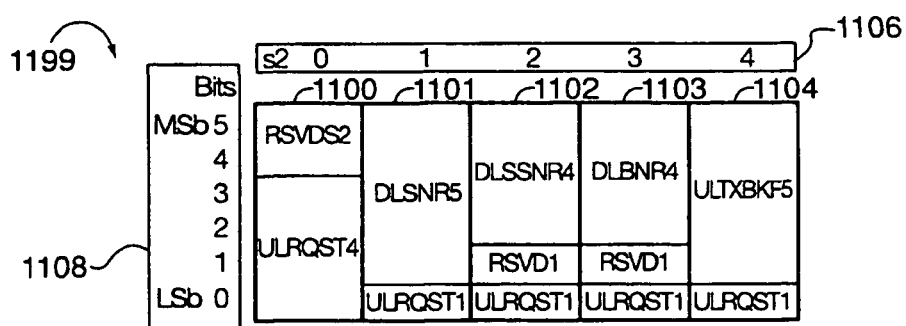 1199
s2 0 1 2 3 4
1106
Bits
1100 1101 1102 1103 1104
MSb 5
4
3
2
1
LSb 0
1108
RSVDS2
ULRQST4
DLSNR5
ULRQST1
DLSSNR4
RSVD1
ULRQST1
DLBNR4
RSVD1
ULRQST1
ULTXBKF5
ULRQST1